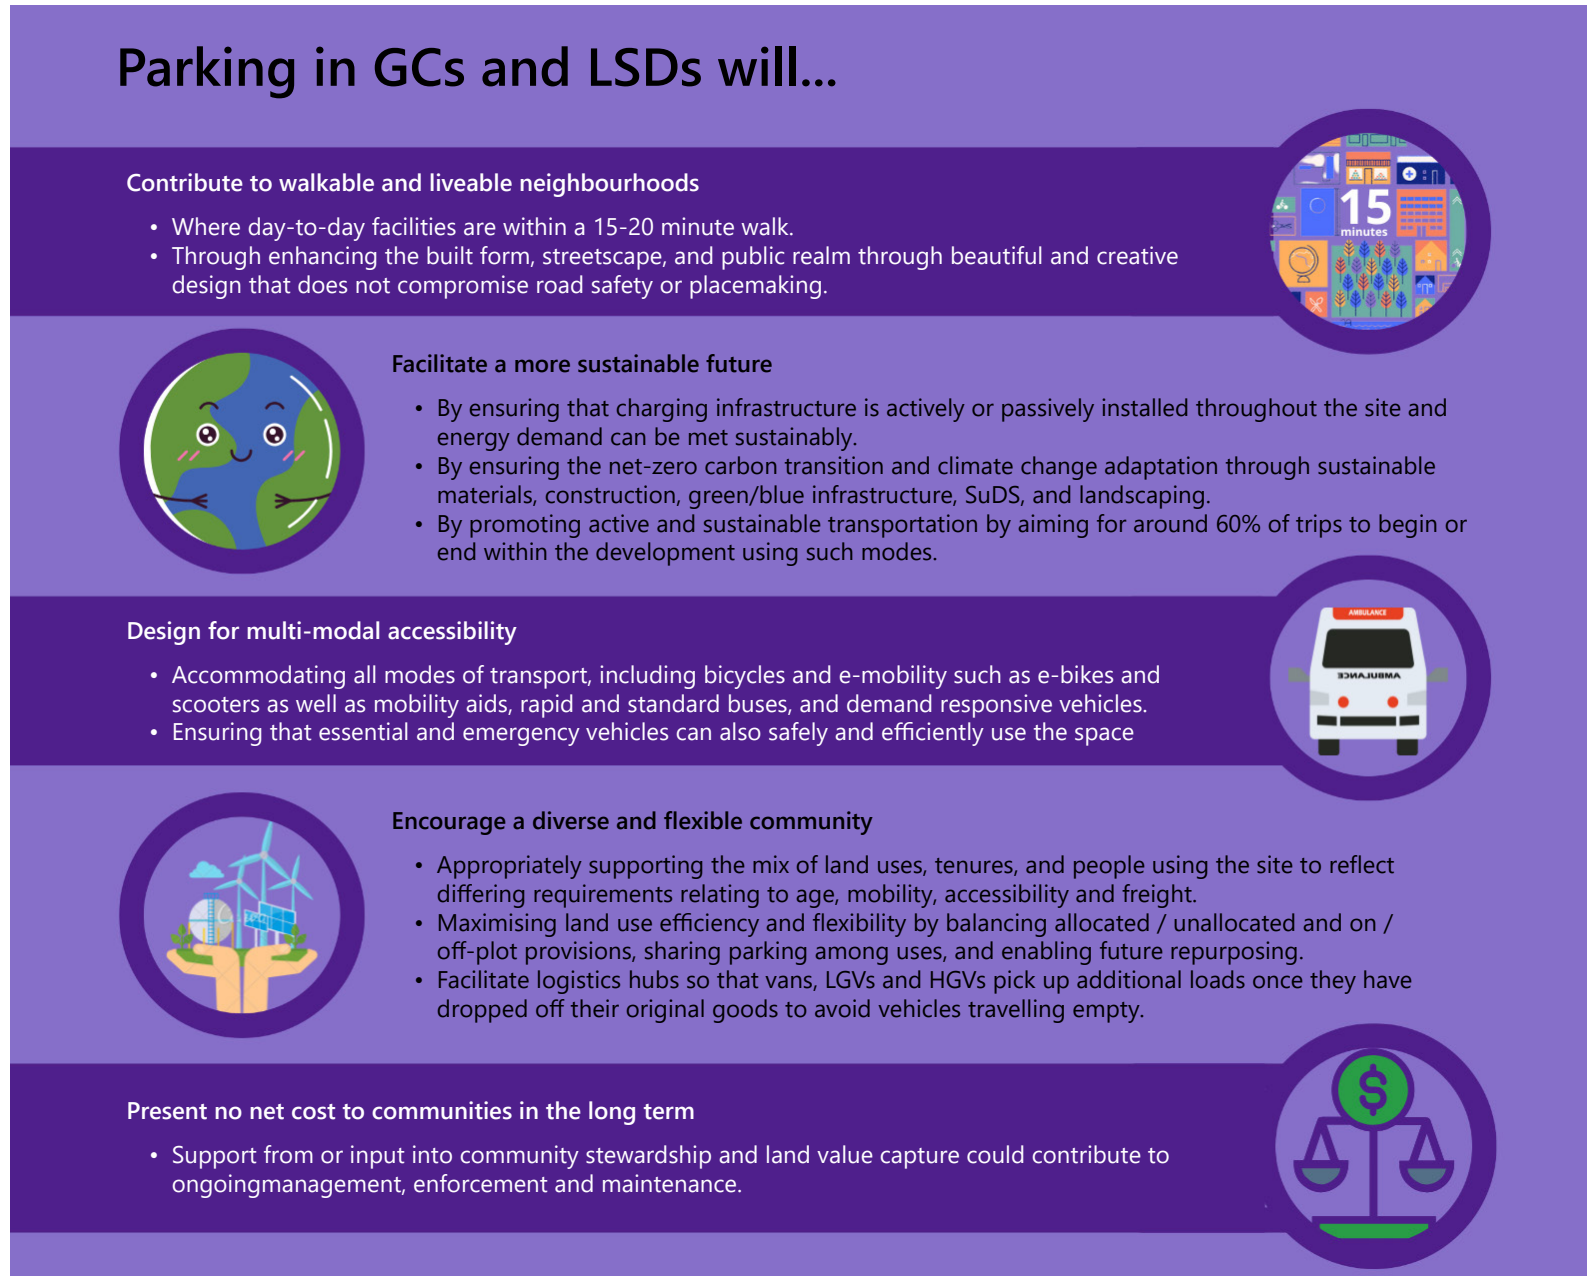 Parking in GCs and LSDs will...
Contribute to walkable and liveable neighbourhoods
• Where day-to-day facilities are within a 15-20 minute walk.
• Through enhancing the built form, streetscape, and public realm through beautiful and creative
design that does not compromise road safety or placemaking.
15
minutes
Facilitate a more sustainable future
• By ensuring that charging infrastructure is actively or passively installed throughout the site and
energy demand can be met sustainably.
• By ensuring the net-zero carbon transition and climate change adaptation through sustainable
materials, construction, green/blue infrastructure, SuDS, and landscaping.
• By promoting active and sustainable transportation by aiming for around 60% of trips to begin or
end within the development using such modes.
Design for multi-modal accessibility
• Accommodating all modes of transport, including bicycles and e-mobility such as e-bikes and
scooters as well as mobility aids, rapid and standard buses, and demand responsive vehicles.
• Ensuring that essential and emergency vehicles can also safely and efficiently use the space
AMBULANCE
AMBULANCE
Encourage a diverse and flexible community
• Appropriately supporting the mix of land uses, tenures, and people using the site to reflect
differing requirements relating to age, mobility, accessibility and freight.
• Maximising land use efficiency and flexibility by balancing allocated / unallocated and on /
off-plot provisions, sharing parking among uses, and enabling future repurposing.
• Facilitate logistics hubs so that vans, LGVs and HGVs pick up additional loads once they have
dropped off their original goods to avoid vehicles travelling empty.
Present no net cost to communities in the long term
• Support from or input into community stewardship and land value capture could contribute to
ongoingmanagement, enforcement and maintenance.
$